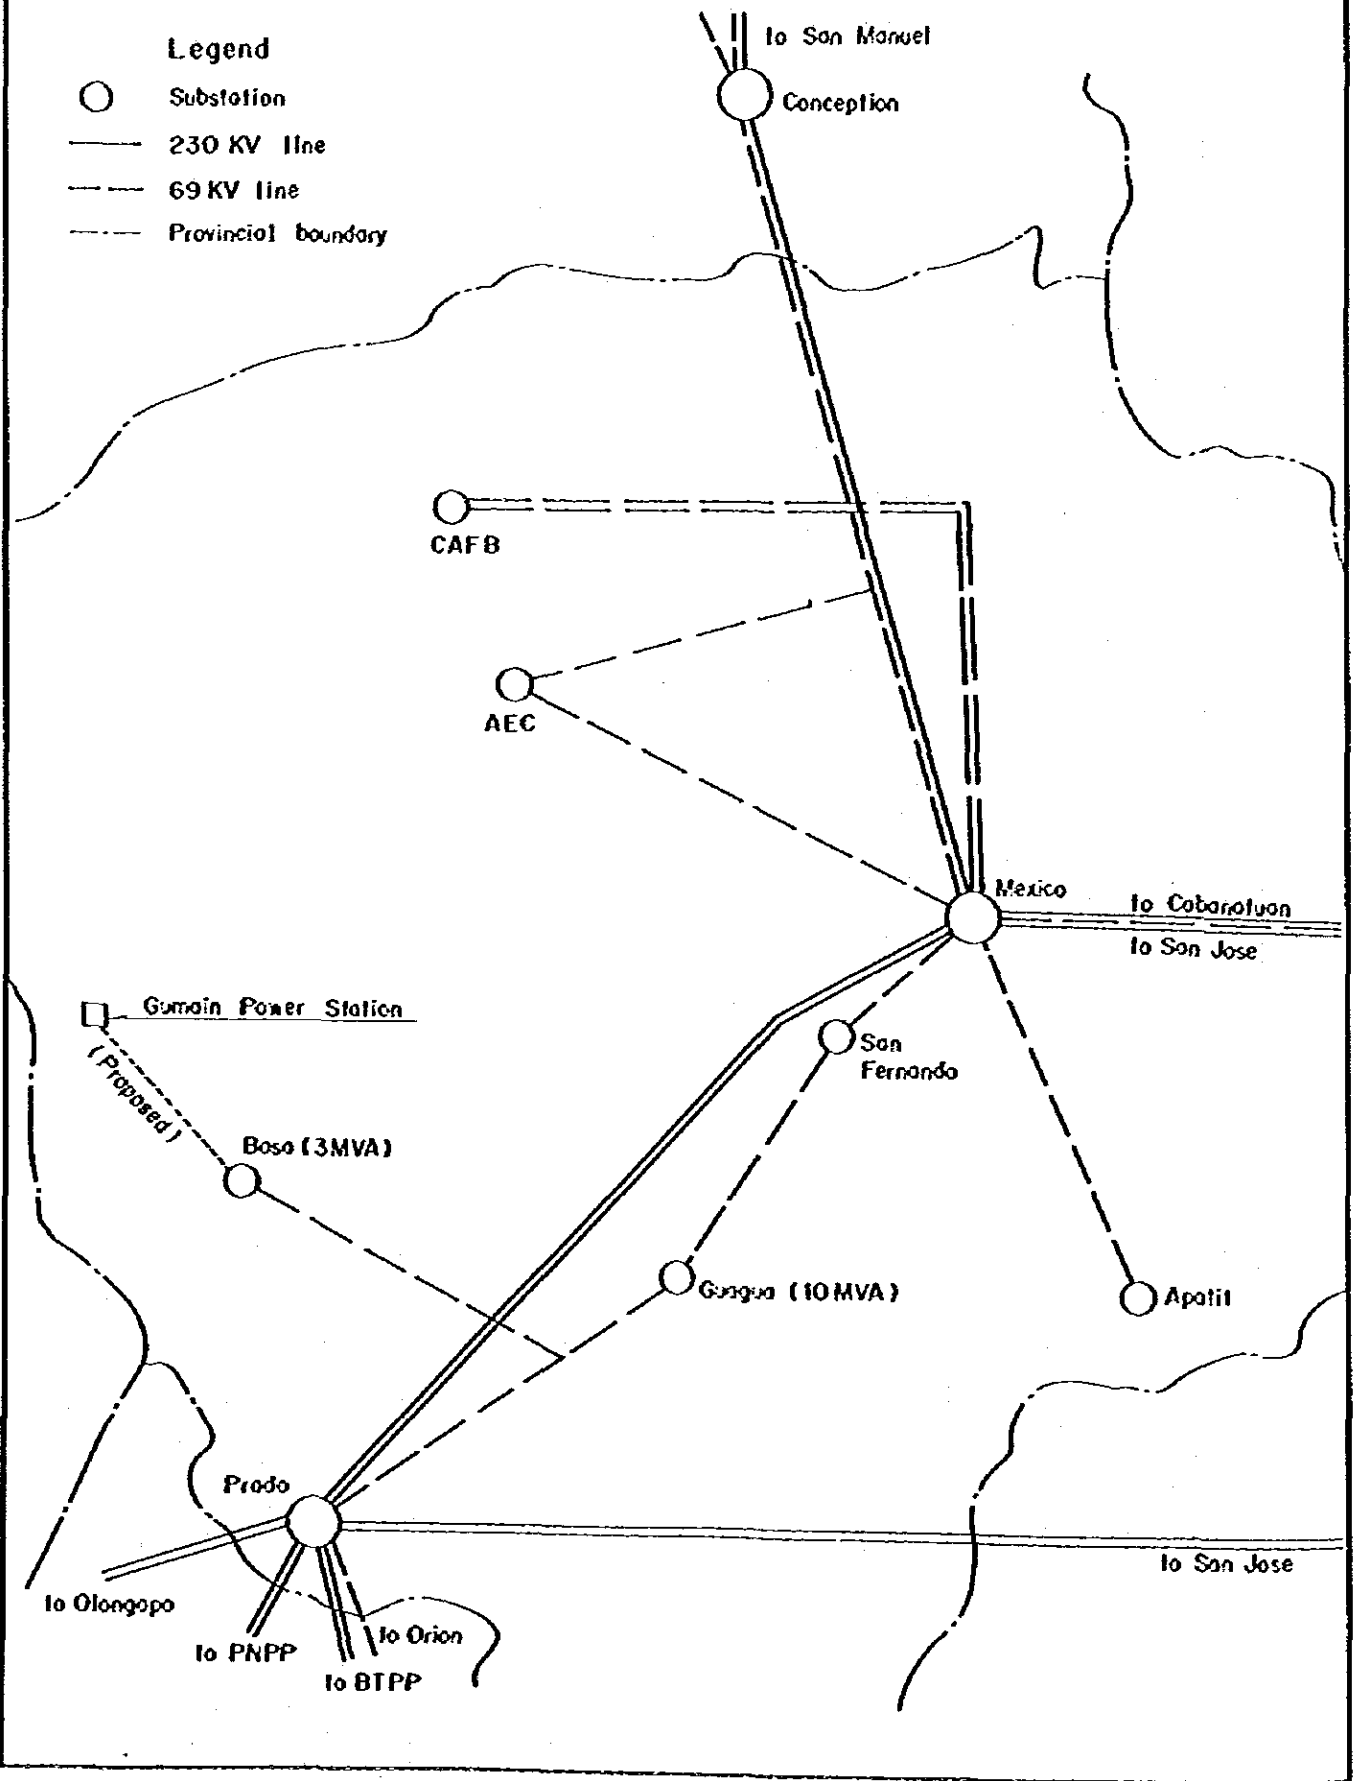 Legend
Substation
230 KV line
69 KV line
Provincial boundary
to San Manuel
Conception
CAFB
AEC
Mexico
to Cabanatuan
to San Jose
Gumain Power Station
(Proposed)
San
Fernando
Basa (3MVA)
Guagua (10MVA)
Apalit
Prado
to San Jose
to Olongapo
to Orion
to PNPP
to BTPP